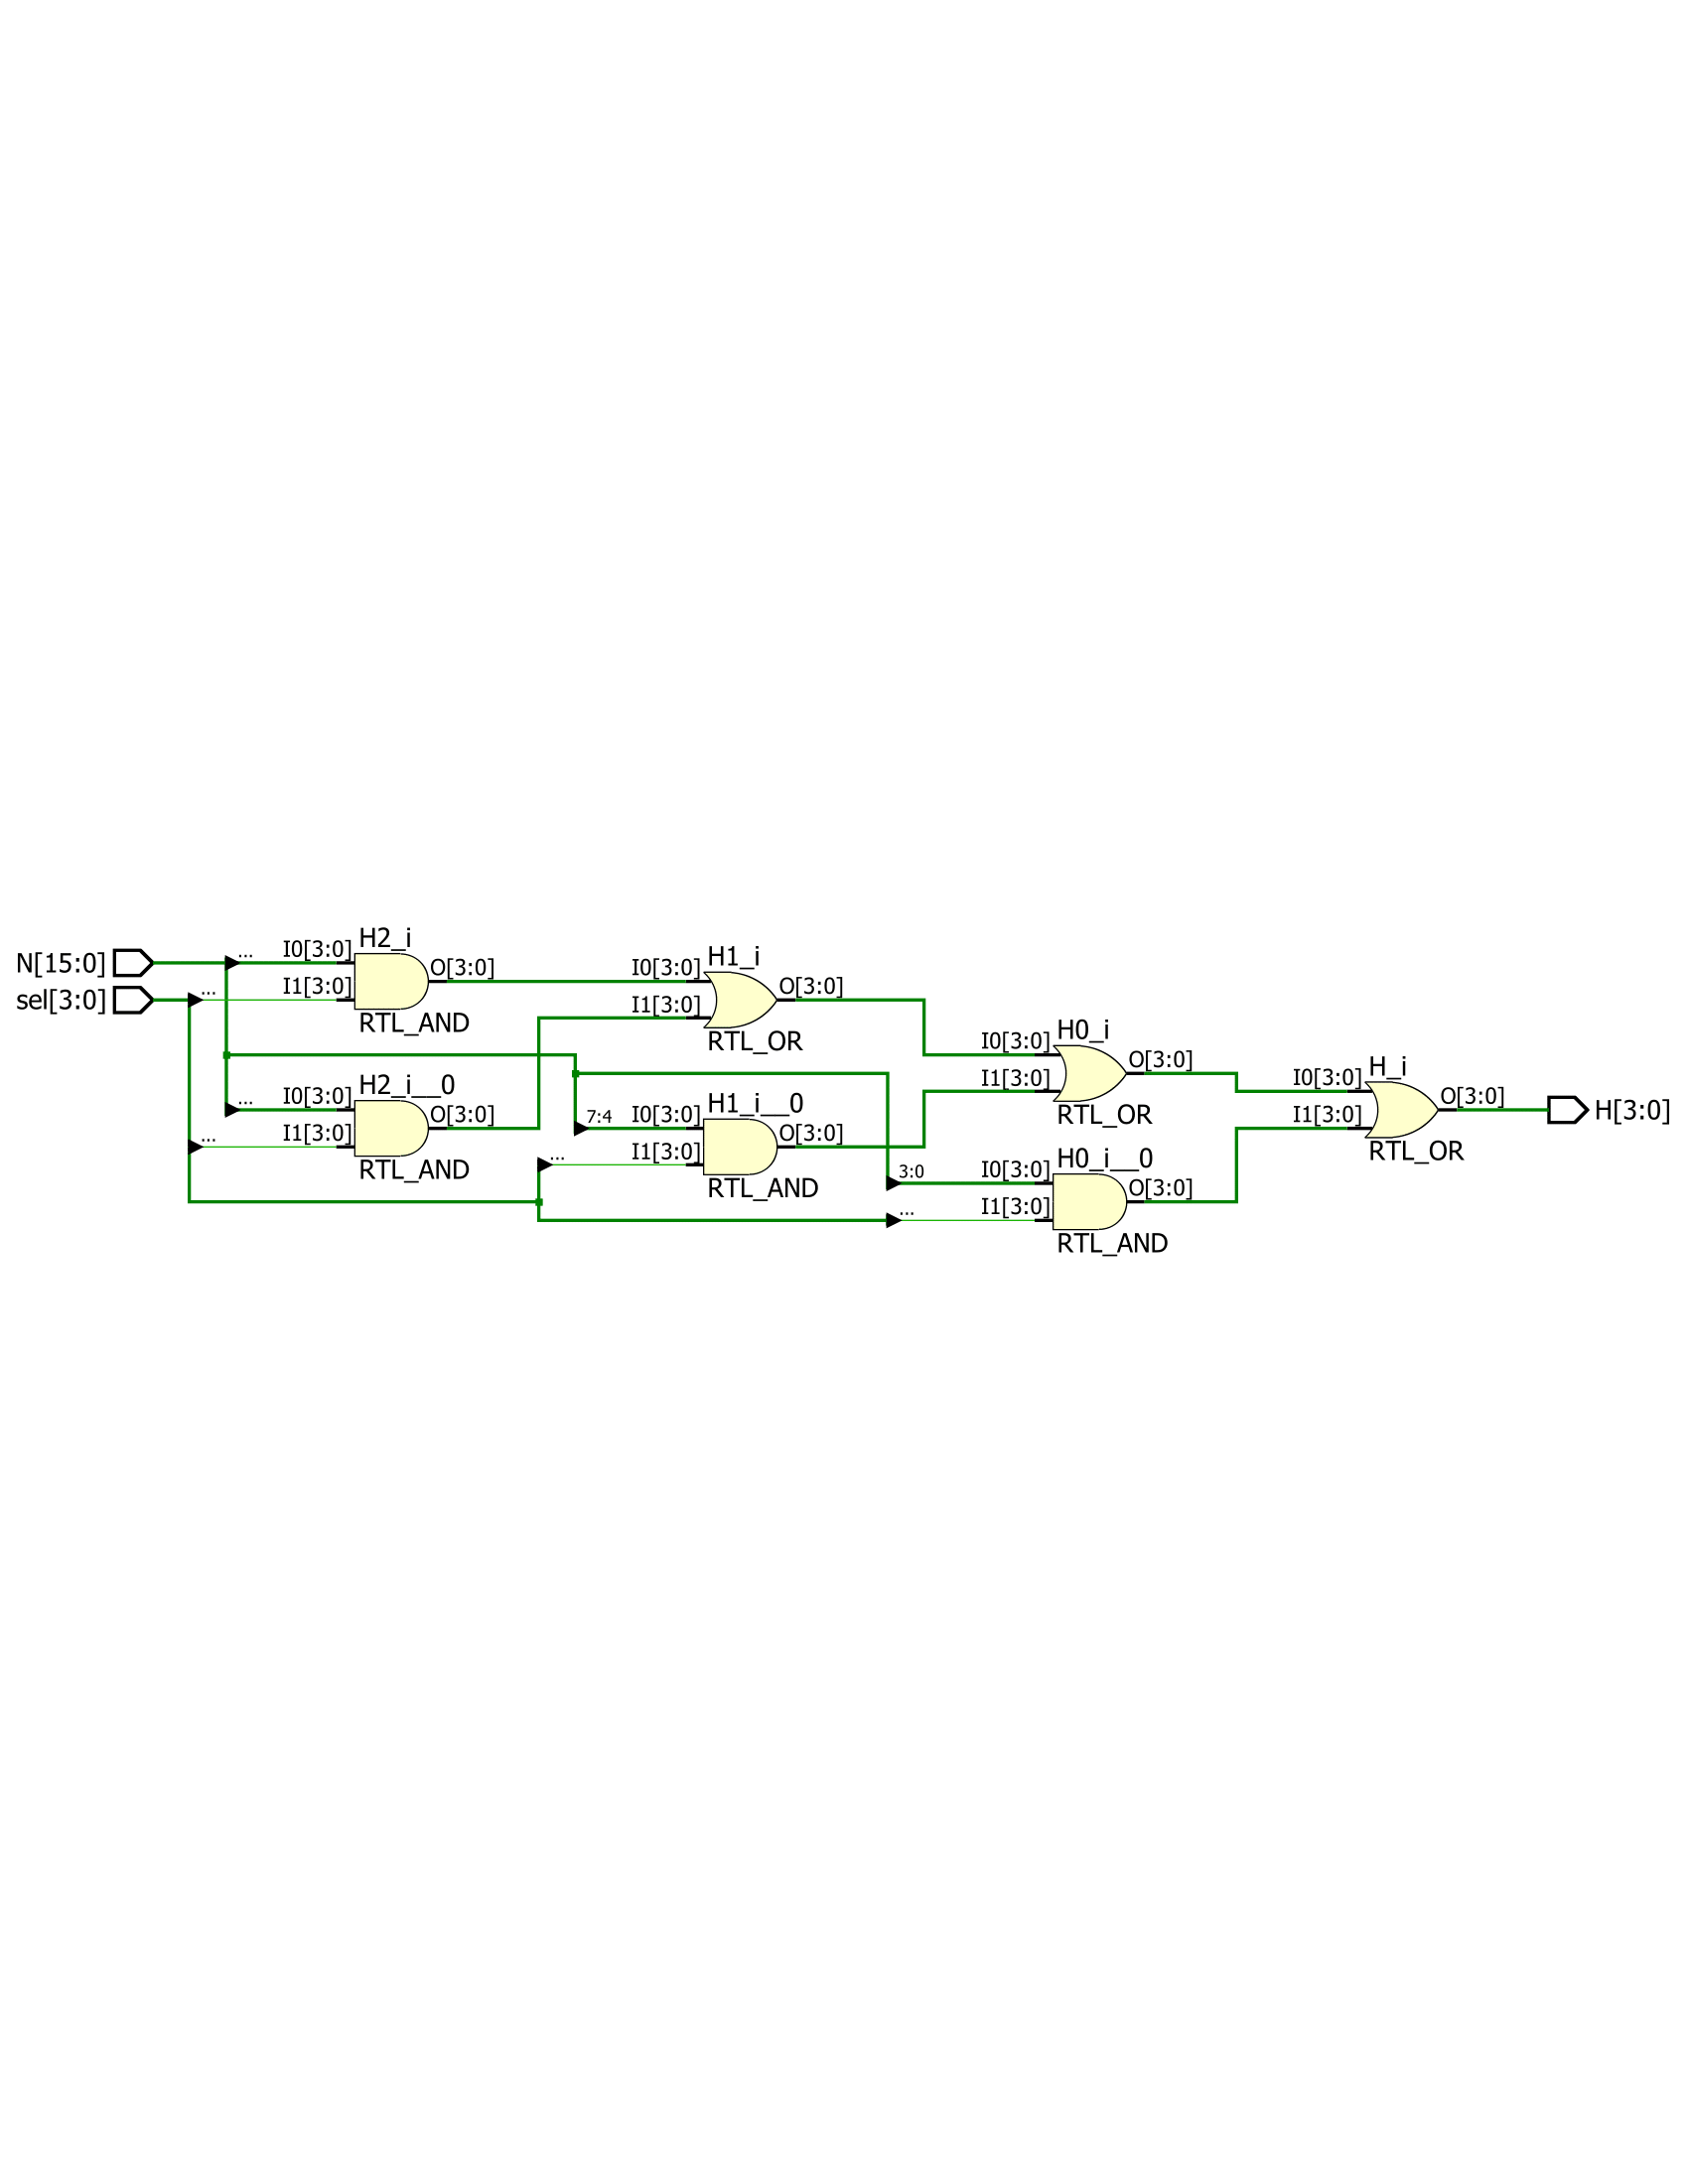 N[15:0]
sel[3:0]
...
...
I0[3:0]
I1[3:0]
H2_i
O[3:0]
RTL_AND
...
...
I0[3:0]
I1[3:0]
H2_i__0
O[3:0]
RTL_AND
I0[3:0]
I1[3:0]
H1_i
O[3:0]
RTL_OR
7:4
...
I0[3:0]
I1[3:0]
H1_i__0
O[3:0]
RTL_AND
I0[3:0]
I1[3:0]
H0_i
O[3:0]
RTL_OR
3:0
...
I0[3:0]
I1[3:0]
H0_i__0
O[3:0]
RTL_AND
I0[3:0]
I1[3:0]
H_i
O[3:0]
RTL_OR
H[3:0]